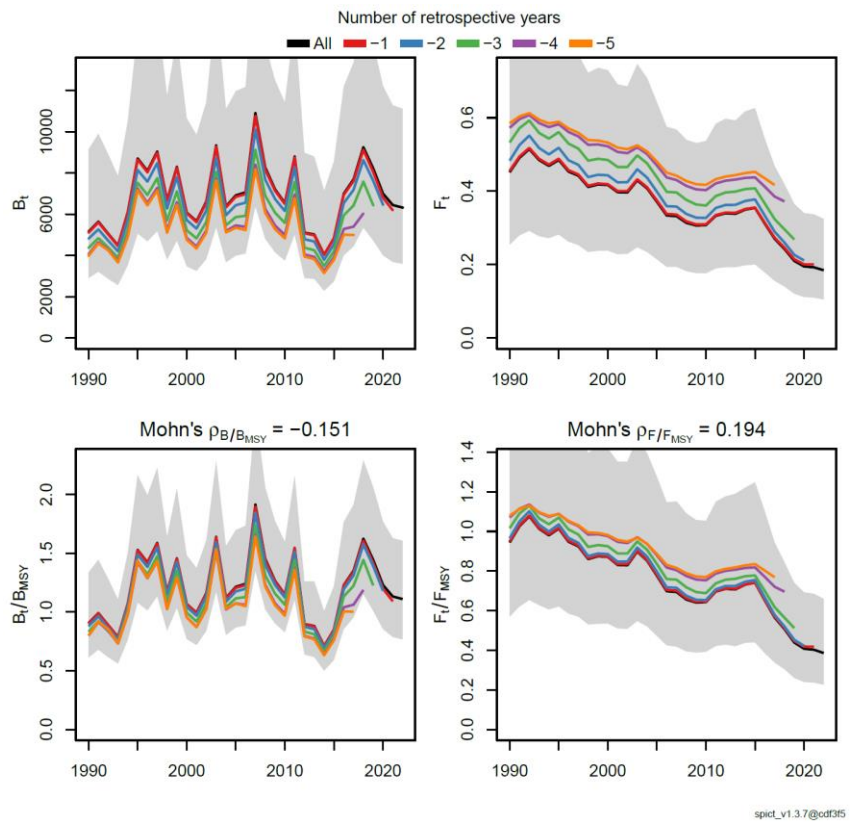 Number of retrospective years
All −1 −2 −3 −4 −5
Bt
10000
6000
4000
2000
0
1990 2000 2010 2020
Ft
0.6
0.4
0.2
0.0
1990 2000 2010 2020
Mohn's ρB/BMSY = −0.151
Bt/BMSY
2.0
1.5
1.0
0.5
0.0
1990 2000 2010 2020
Mohn's ρF/FMSY = 0.194
Ft/FMSY
1.4
1.2
1.0
0.8
0.6
0.4
0.2
0.0
1990 2000 2010 2020
spict_v1.3.7@cdf3f5